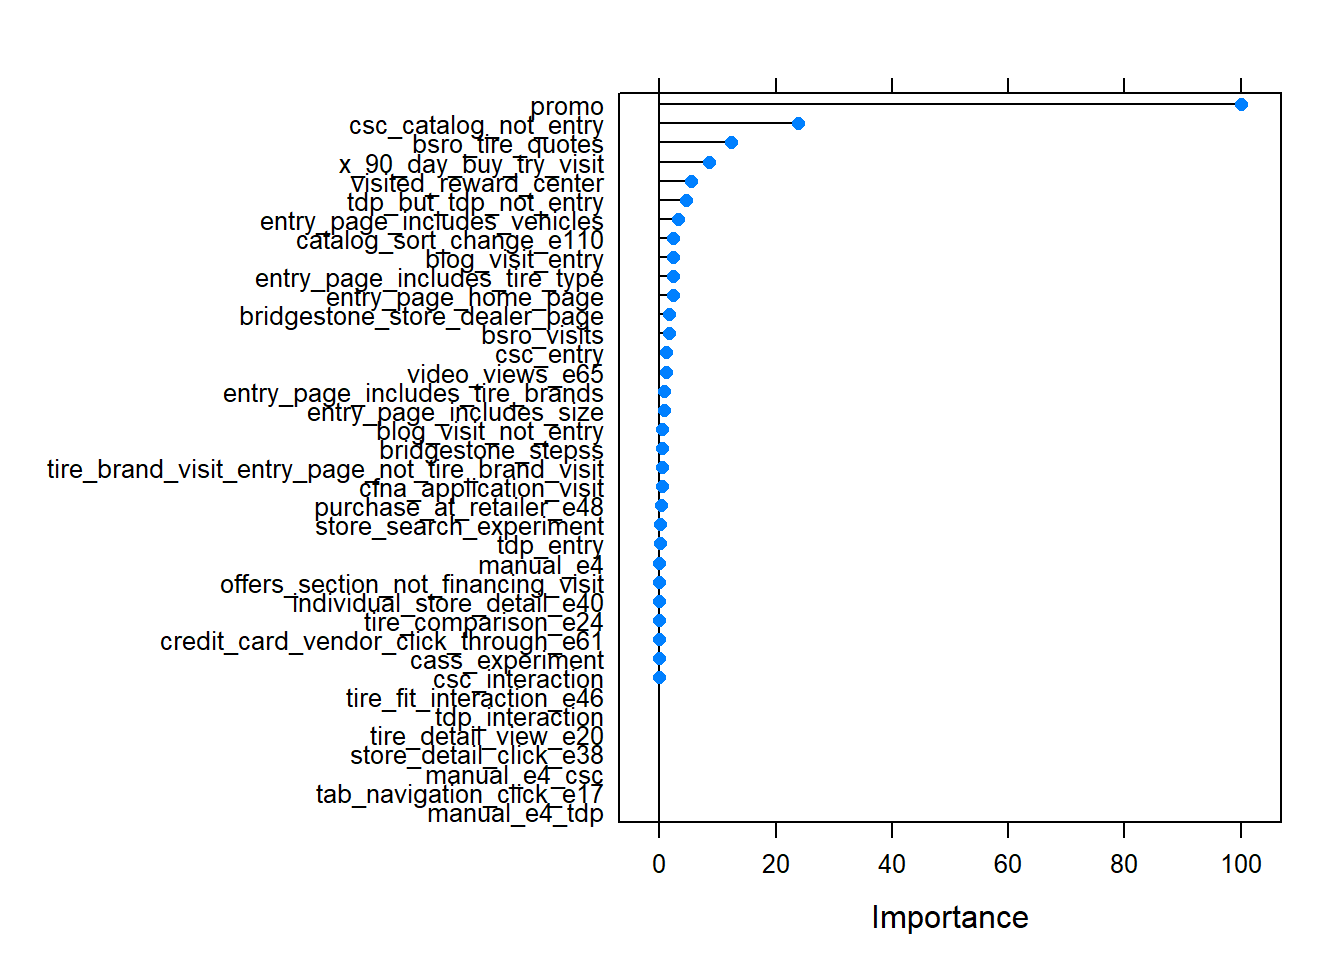 promo
csc_catalog_not_entry
bsro_tire_quotes
x_90_day_buy_try_visit
visited_reward_center
tdp_but_tdp_not_entry
entry_page_includes_vehicles
catalog_sort_change_e110
blog_visit_entry
entry_page_includes_tire_type
entry_page_home_page
bridgestone_store_dealer_page
bsro_visits
csc_entry
video_views_e65
entry_page_includes_tire_brands
entry_page_includes_size
blog_visit_not_entry
bridgestone_stepss
tire_brand_visit_entry_page_not_tire_brand_visit
cfna_application_visit
purchase_at_retailer_e48
store_search_experiment
tdp_entry
manual_e4
offers_section_not_financing_visit
individual_store_detail_e40
tire_comparison_e24
credit_card_vendor_click_through_e61
cass_experiment
csc_interaction
tire_fit_interaction_e46
tdp_interaction
tire_detail_view_e20
store_detail_click_e38
manual_e4_csc
tab_navigation_click_e17
manual_e4_tdp
0 20 40 60 80 100
Importance